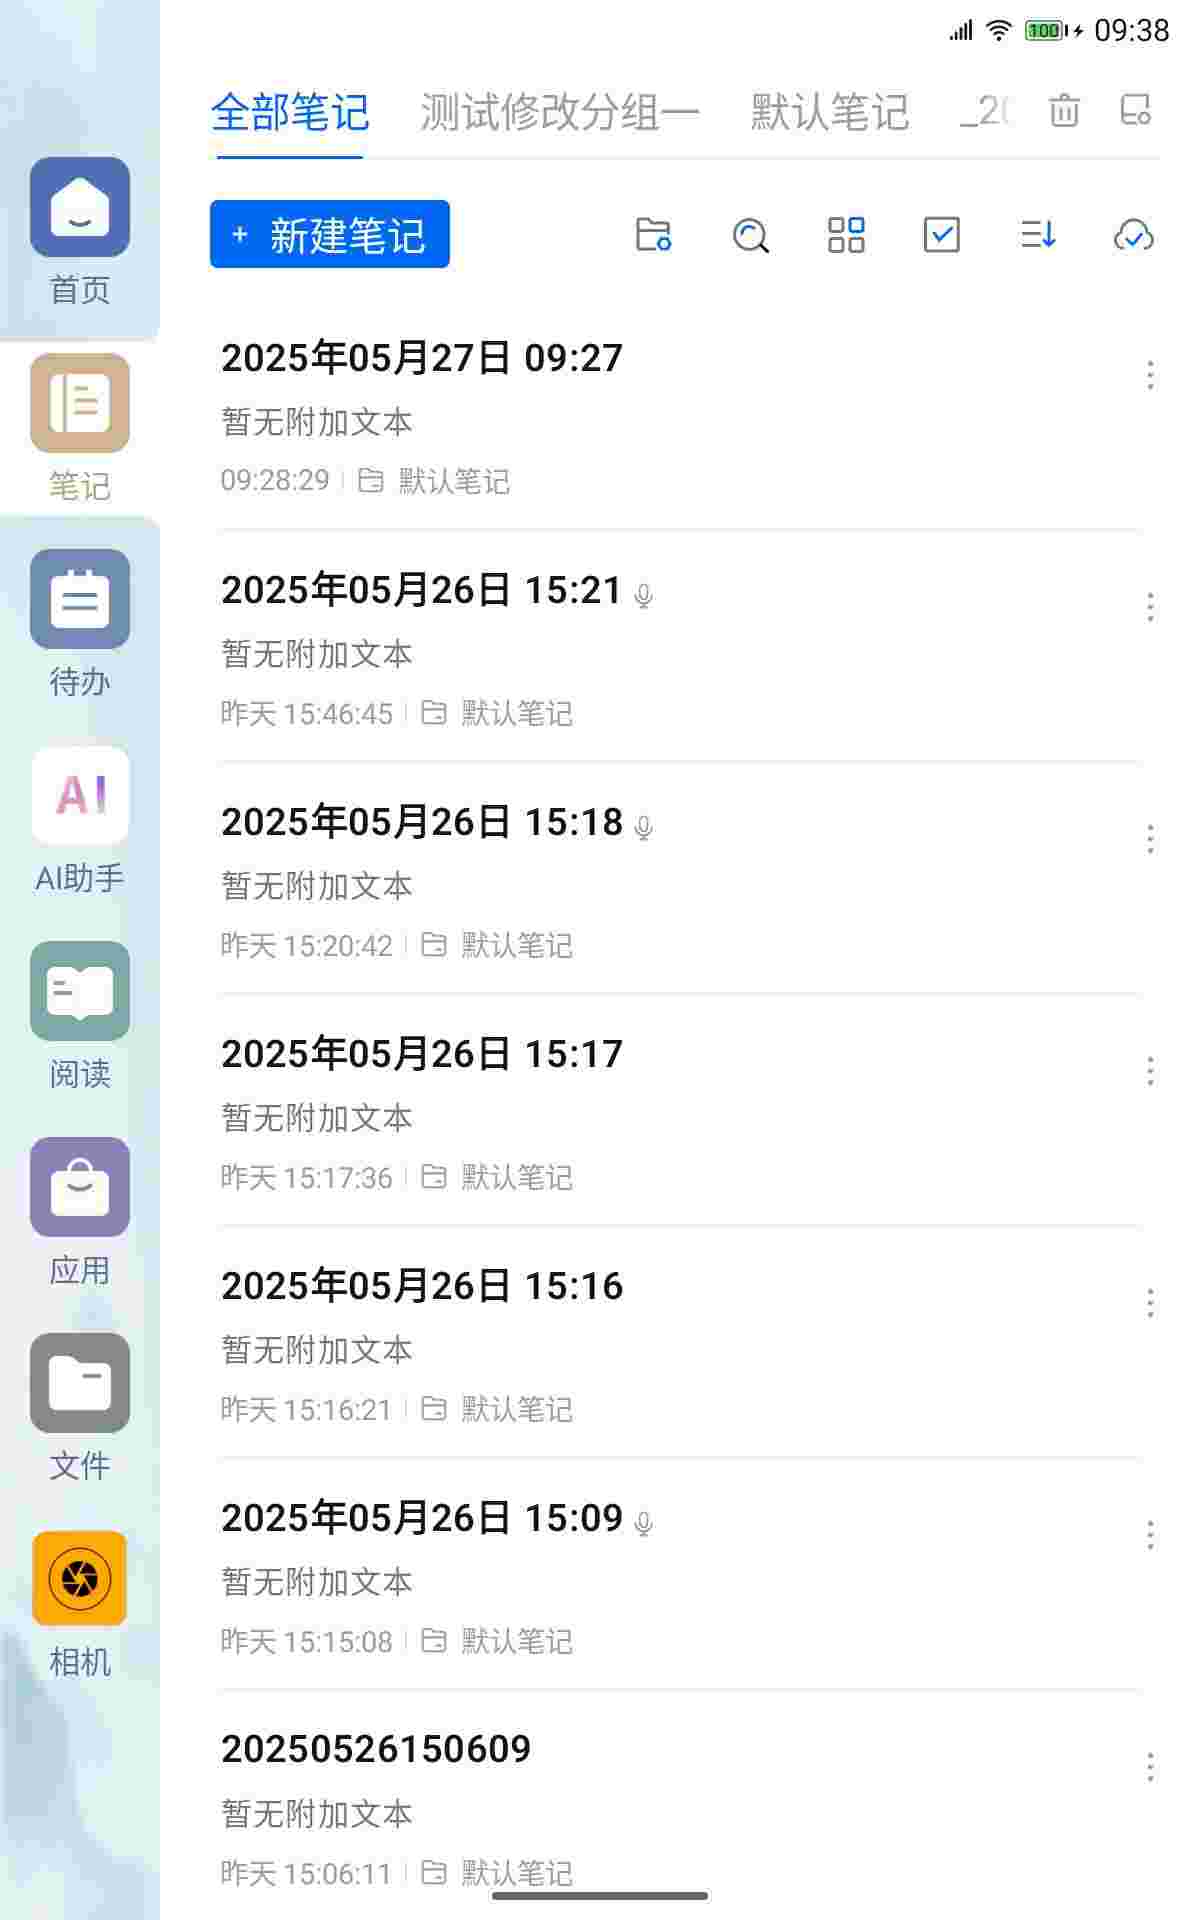 100 09:38
全部笔记 测试修改分组一 默认笔记
+ 新建笔记
首页
笔记
待办
AI
AI助手
阅读
应用
文件
相机
2025年05月27日 09:27
暂无附加文本
09:28:29 默认笔记
2025年05月26日 15:21
暂无附加文本
昨天 15:46:45 默认笔记
2025年05月26日 15:18
暂无附加文本
昨天 15:20:42 默认笔记
2025年05月26日 15:17
暂无附加文本
昨天 15:17:36 默认笔记
2025年05月26日 15:16
暂无附加文本
昨天 15:16:21 默认笔记
2025年05月26日 15:09
暂无附加文本
昨天 15:15:08 默认笔记
20250526150609
暂无附加文本
昨天 15:06:11 默认笔记